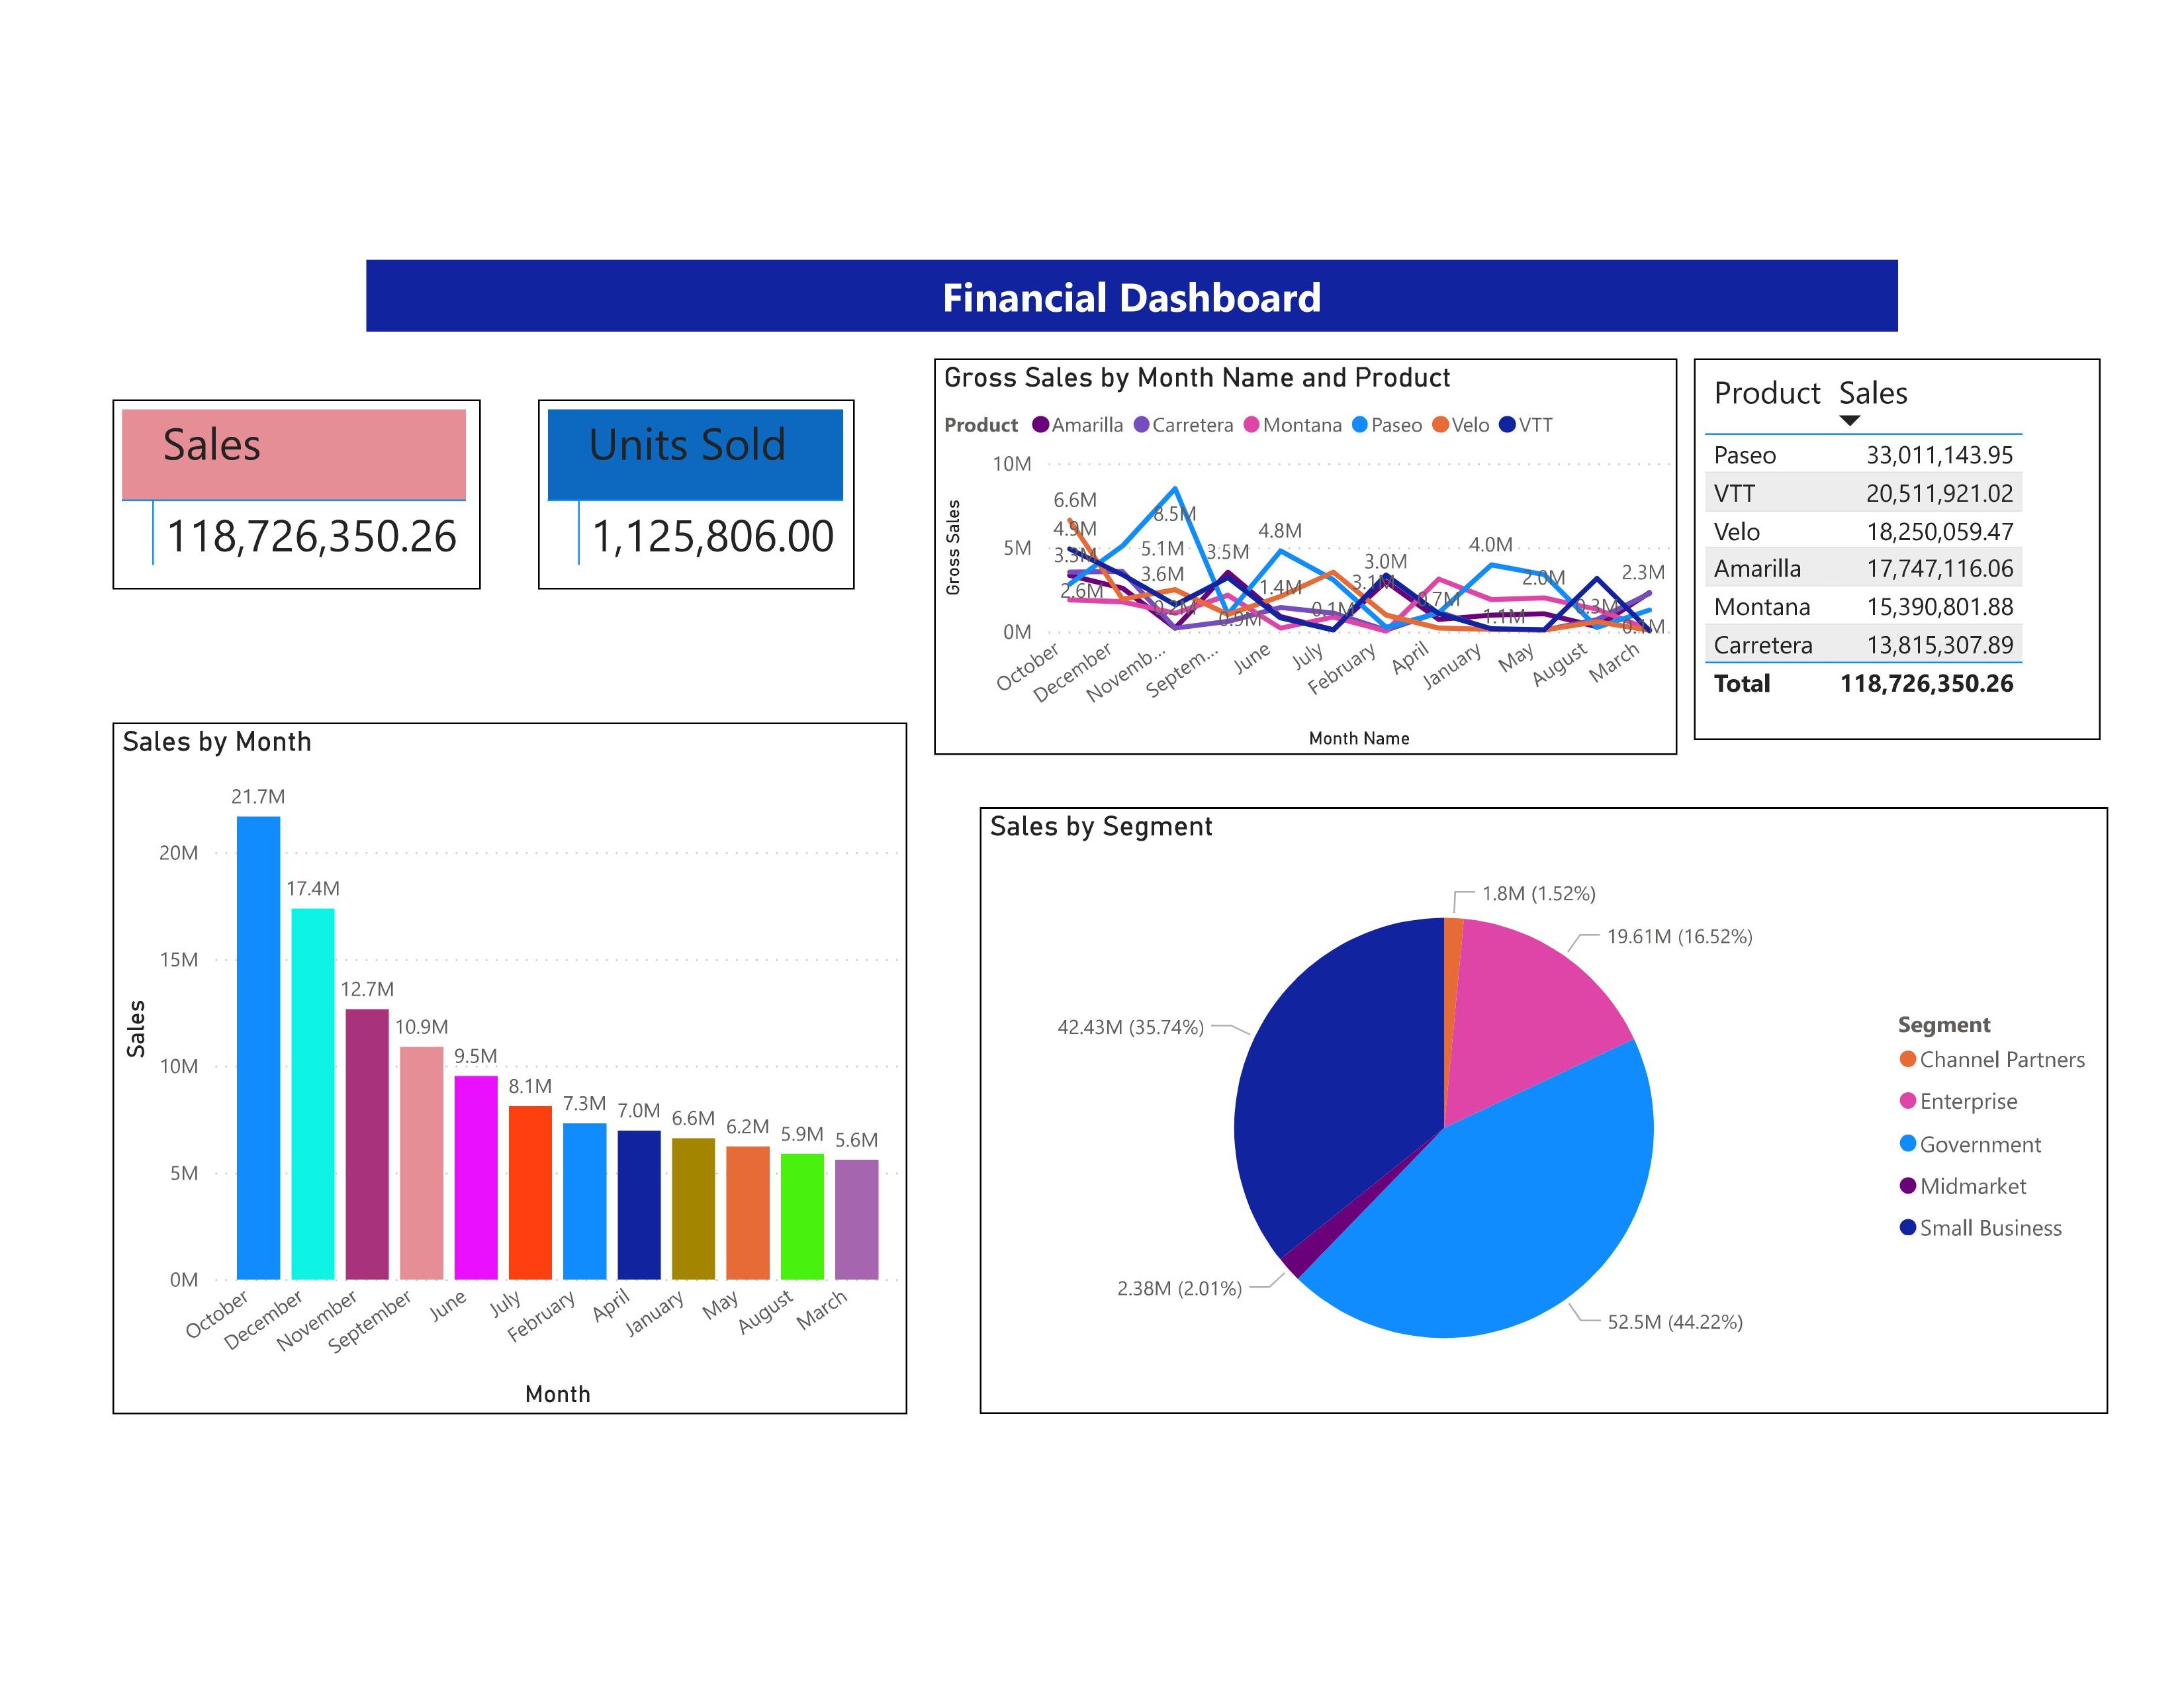 Financial Dashboard
Sales
118,726,350.26
Units Sold
1,125,806.00
Gross Sales by Month Name and Product
Product Amarilla Carretera Montana Paseo Velo VTT
Gross Sales
10M
5M
0M
6.6M
4.9M
3.3M
2.6M
8.5M
5.1M
3.6M
3.5M
0.9M
4.8M
1.4M
0.1M
3.0M
3.1M
0.7M
4.0M
1.1M
2.0M
0.3M
2.3M
0.1M
October
December
Novemb...
Septem...
June
July
February
April
January
May
August
March
Month Name
Product Sales
Paseo 33,011,143.95
VTT 20,511,921.02
Velo 18,250,059.47
Amarilla 17,747,116.06
Montana 15,390,801.88
Carretera 13,815,307.89
Total 118,726,350.26
Sales by Month
Sales
20M
15M
10M
5M
0M
21.7M
17.4M
12.7M
10.9M
9.5M
8.1M
7.3M
7.0M
6.6M
6.2M
5.9M
5.6M
October
December
November
September
June
July
February
April
January
May
August
March
Month
Sales by Segment
1.8M (1.52%)
19.61M (16.52%)
42.43M (35.74%)
2.38M (2.01%)
52.5M (44.22%)
Segment
Channel Partners
Enterprise
Government
Midmarket
Small Business